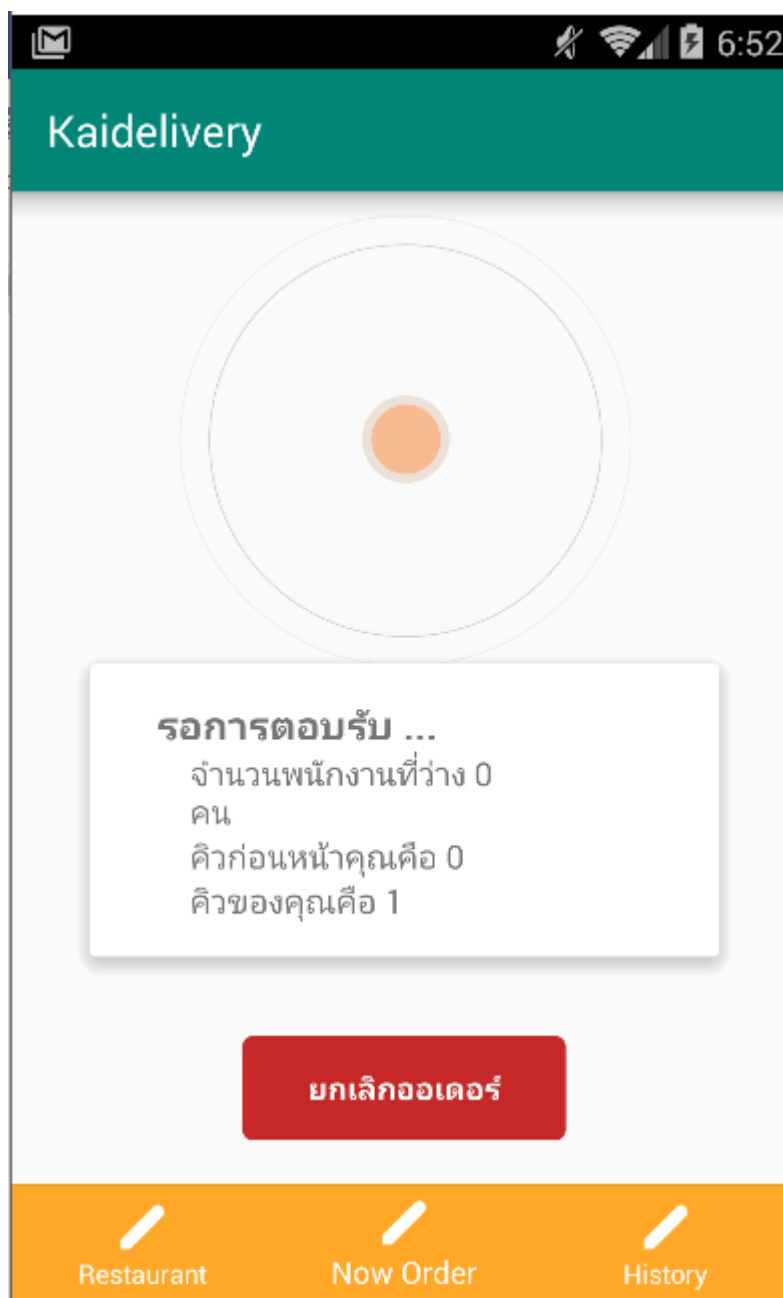 6:52
Kaidelivery
รอการตอบรับ ...
จำนวนพนักงานที่ว่าง 0
คน
คิวก่อนหน้าคุณคือ 0
คิวของคุณคือ 1
ยกเลิกออเดอร์
Restaurant
Now Order
History